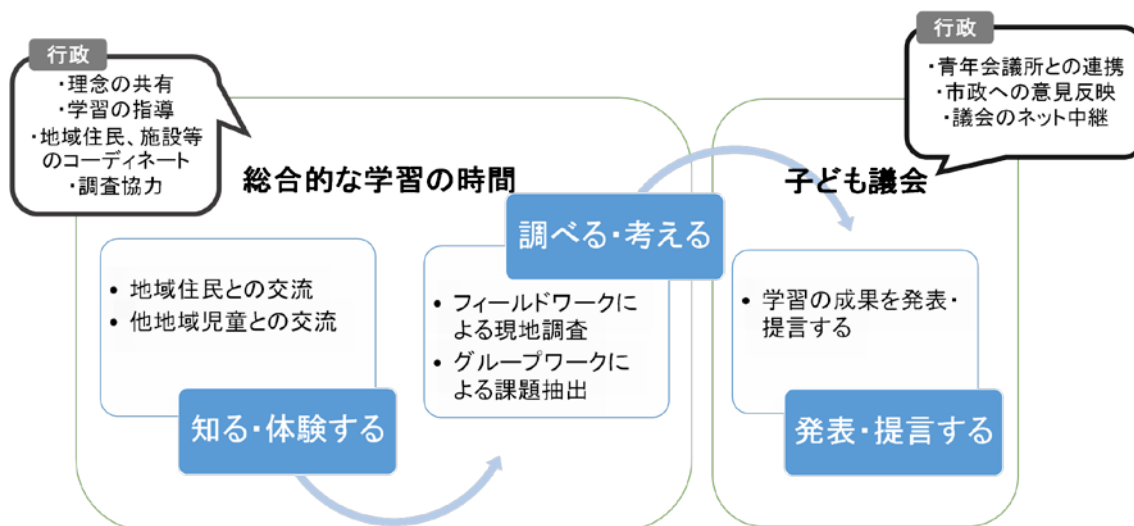 行政
・理念の共有
・学習の指導
・地域住民、施設等
のコーディネート
・調査協力
総合的な学習の時間
知る・体験する
• 地域住民との交流
• 他地域児童との交流
調べる・考える
• フィールドワークに
よる現地調査
• グループワークに
よる課題抽出
行政
・青年会議所との連携
・市政への意見反映
・議会のネット中継
子ども議会
• 学習の成果を発表・
提言する
発表・提言する